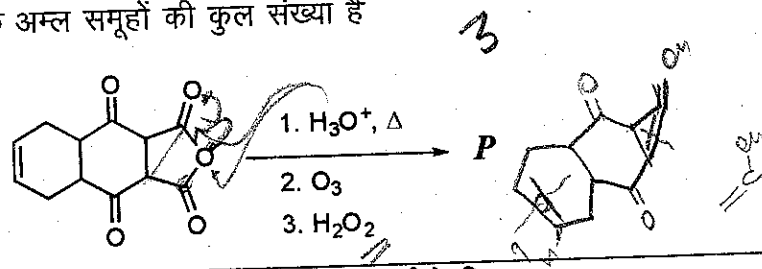 अम्ल समूहों की कुल संख्या है
3
O O O O O
1. H₃O⁺, Δ
2. O₃
3. H₂O₂
P
O O